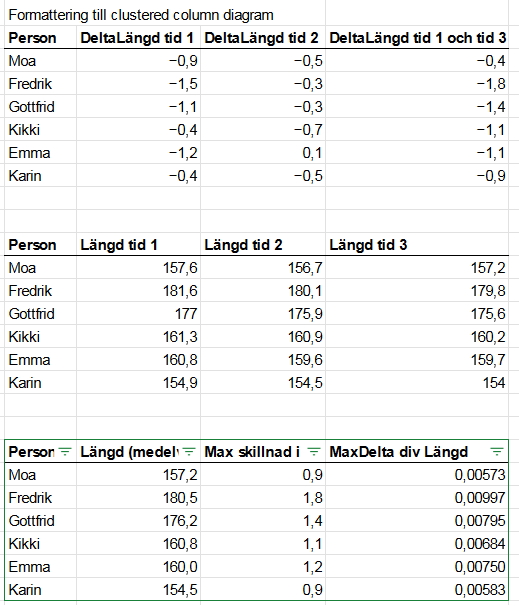 Formattering till clustered column diagram
Person DeltaLängd tid 1 DeltaLängd tid 2 DeltaLängd tid 1 och tid 3
Moa −0,9 −0,5 −0,4
Fredrik −1,5 −0,3 −1,8
Gottfrid −1,1 −0,3 −1,4
Kikki −0,4 −0,7 −1,1
Emma −1,2 0,1 −1,1
Karin −0,4 −0,5 −0,9
Person Längd tid 1 Längd tid 2 Längd tid 3
Moa 157,6 156,7 157,2
Fredrik 181,6 180,1 179,8
Gottfrid 177 175,9 175,6
Kikki 161,3 160,9 160,2
Emma 160,8 159,6 159,7
Karin 154,9 154,5 154
Person Längd (medelv Max skillnad i MaxDelta div Längd
Moa 157,2 0,9 0,00573
Fredrik 180,5 1,8 0,00997
Gottfrid 176,2 1,4 0,00795
Kikki 160,8 1,1 0,00684
Emma 160,0 1,2 0,00750
Karin 154,5 0,9 0,00583